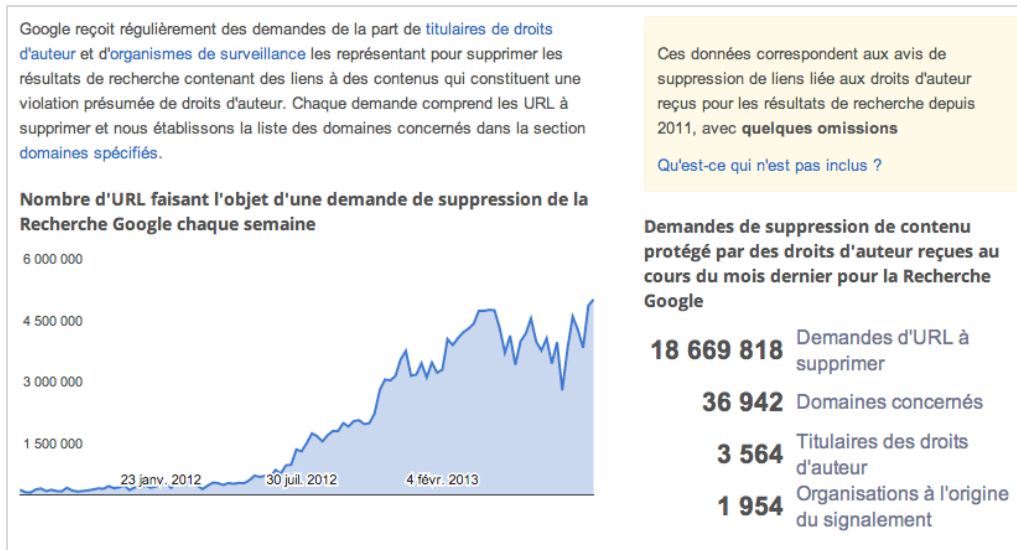 Google reçoit régulièrement des demandes de la part de titulaires de droits
d'auteur et d'organismes de surveillance les représentant pour supprimer les
résultats de recherche contenant des liens à des contenus qui constituent une
violation présumée de droits d'auteur. Chaque demande comprend les URL à
supprimer et nous établissons la liste des domaines concernés dans la section
domaines spécifiés.
Nombre d'URL faisant l'objet d'une demande de suppression de la
Recherche Google chaque semaine
6 000 000
4 500 000
3 000 000
1 500 000
23 janv. 2012
30 juil. 2012
4 févr. 2013
Ces données correspondent aux avis de
suppression de liens liée aux droits d'auteur
reçus pour les résultats de recherche depuis
2011, avec quelques omissions
Qu'est-ce qui n'est pas inclus ?
Demandes de suppression de contenu
protégé par des droits d'auteur reçues au
cours du mois dernier pour la Recherche
Google
18 669 818 Demandes d'URL à
supprimer
36 942 Domaines concernés
3 564 Titulaires des droits
d'auteur
1 954 Organisations à l'origine
du signalement